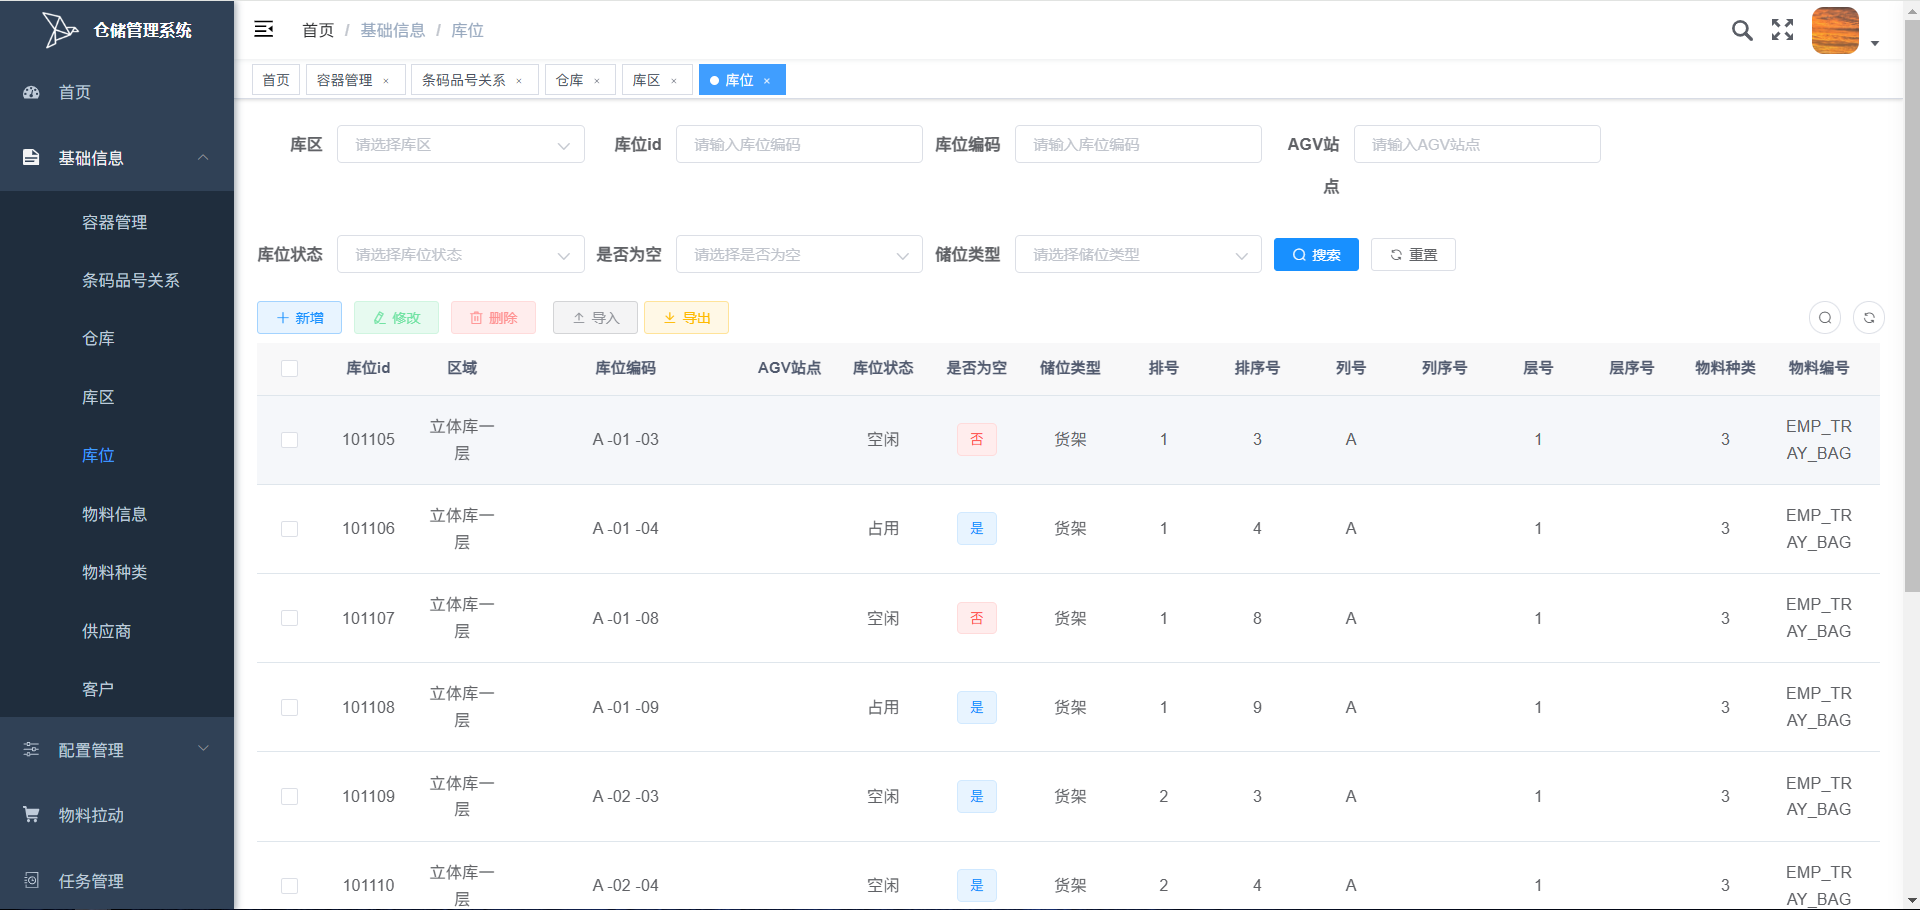 仓储管理系统
首页 / 基础信息 / 库位
首页
容器管理 ×
条码品号关系 ×
仓库 ×
库区 ×
库位 ×
首页
基础信息
容器管理
条码品号关系
仓库
库区
库位
物料信息
物料种类
供应商
客户
配置管理
物料拉动
任务管理
库区 请选择库区
库位id 请输入库位编码
库位编码 请输入库位编码
AGV站
点
请输入AGV站点
库位状态 请选择库位状态
是否为空 请选择是否为空
储位类型 请选择储位类型
搜索
重置
新增
修改
删除
导入
导出
库位id 区域 库位编码 AGV站点 库位状态 是否为空 储位类型 排号 排序号 列号 列序号 层号 层序号 物料种类 物料编号
101105 立体库一
层
A -01 -03 空闲 否 货架 1 3 A 1 3 EMP_TR
AY_BAG
101106 立体库一
层
A -01 -04 占用 是 货架 1 4 A 1 3 EMP_TR
AY_BAG
101107 立体库一
层
A -01 -08 空闲 否 货架 1 8 A 1 3 EMP_TR
AY_BAG
101108 立体库一
层
A -01 -09 占用 是 货架 1 9 A 1 3 EMP_TR
AY_BAG
101109 立体库一
层
A -02 -03 空闲 是 货架 2 3 A 1 3 EMP_TR
AY_BAG
101110 立体库一
层
A -02 -04 空闲 是 货架 2 4 A 1 3 EMP_TR
AY_BAG